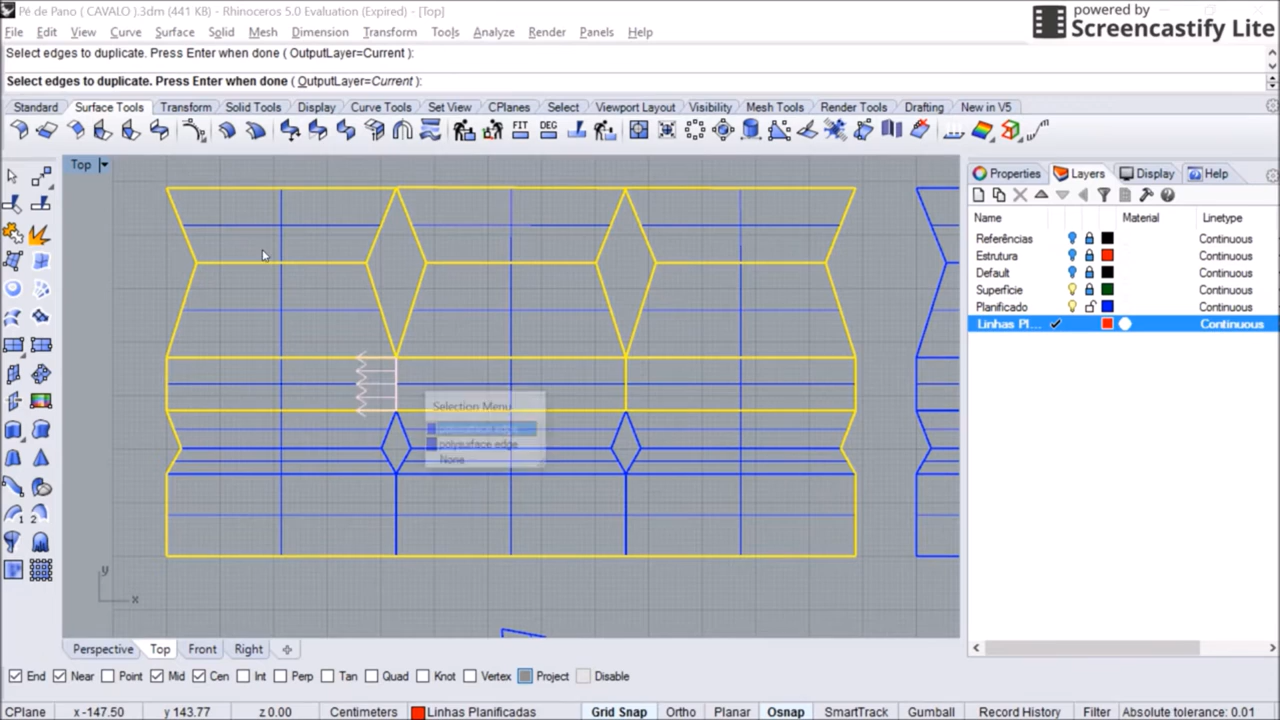 Pé de Pano ( CAVALO ).3dm (441 KB) - Rhinoceros 5.0 Evaluation (Expired) - [Top]
powered by
Screencastify Lite
File Edit View Curve Surface Solid Mesh Dimension Transform Tools Analyze Render Panels Help
Select edges to duplicate. Press Enter when done ( OutputLayer=Current ):
Select edges to duplicate. Press Enter when done ( OutputLayer=Current ):
Standard Surface Tools Transform Solid Tools Display Curve Tools Set View CPlanes Select Viewport Layout Visibility Mesh Tools Render Tools Drafting New in V5
FIT DEG
Top
Properties Layers Display Help
Name Material Linetype
Referências Continuous
Estrutura Continuous
Default Continuous
Superfície Continuous
Planificado Continuous
Linhas Pl... Continuous
Selection Menu
polysurface edge
polysurface edge
None
y
x
Perspective Top Front Right
End Near Point Mid Cen Int Perp Tan Quad Knot Vertex Project Disable
CPlane x -147.50 y 143.77 z 0.00 Centimeters Linhas Planificadas Grid Snap Ortho Planar Osnap SmartTrack Gumball Record History Filter Absolute tolerance: 0.01